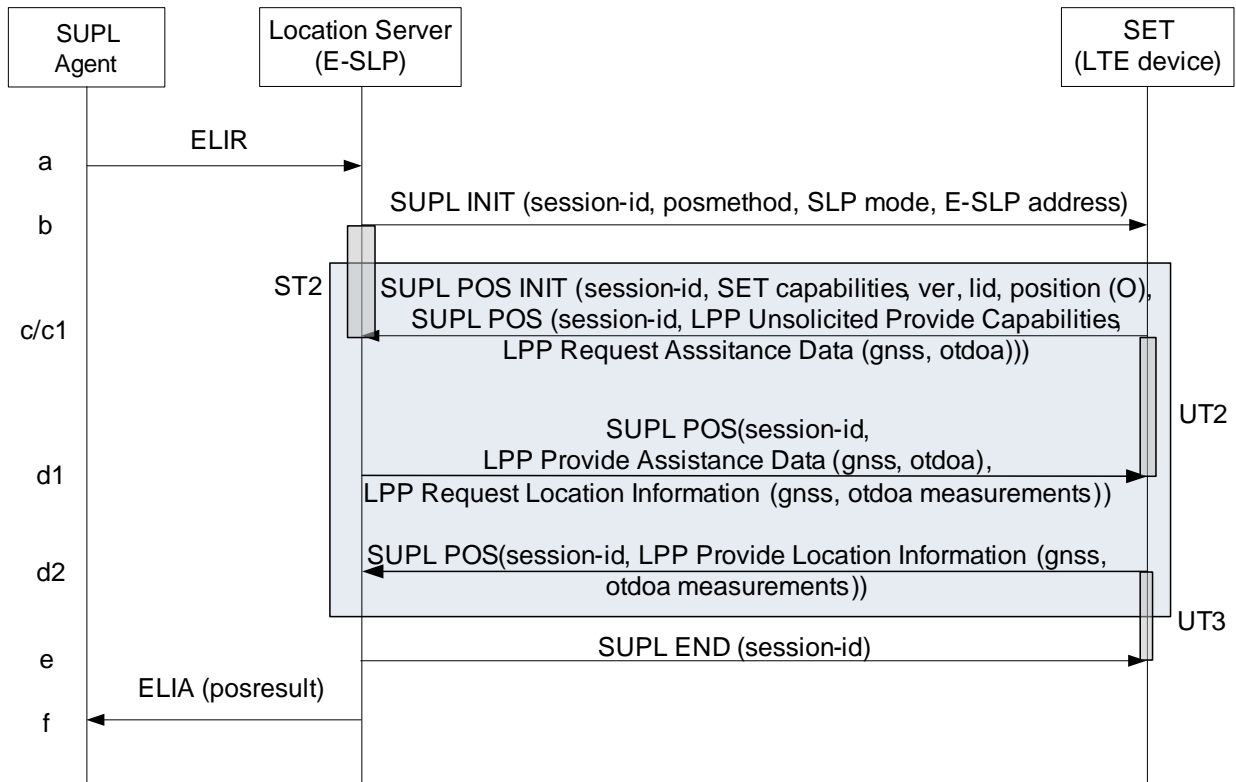 SUPL
Agent
Location Server
(E-SLP)
SET
(LTE device)
ELIR
a
SUPL INIT (session-id, posmethod, SLP mode, E-SLP address)
b
ST2
SUPL POS INIT (session-id, SET capabilities, ver, lid, position (O),
c/c1
SUPL POS (session-id, LPP Unsolicited Provide Capabilities,
LPP Request Asssitance Data (gnss, otdoa)))
UT2
SUPL POS(session-id,
LPP Provide Assistance Data (gnss, otdoa),
d1
LPP Request Location Information (gnss, otdoa measurements))
SUPL POS(session-id, LPP Provide Location Information (gnss,
d2
otdoa measurements))
UT3
SUPL END (session-id)
e
ELIA (posresult)
f